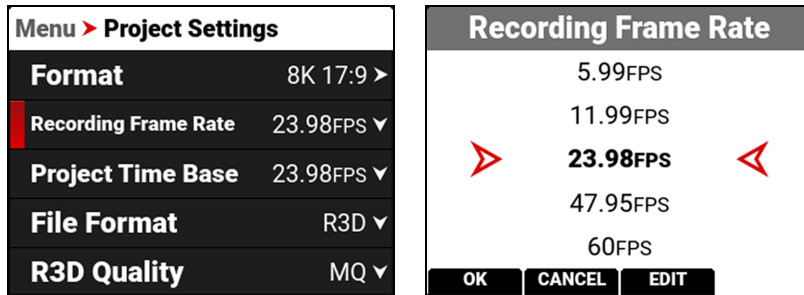 Menu ➤ Project Settings
Format 8K 17:9 ➤
Recording Frame Rate 23.98FPS
Project Time Base 23.98FPS
File Format R3D
R3D Quality MQ
Recording Frame Rate
5.99FPS
11.99FPS
23.98FPS
47.95FPS
60FPS
OK CANCEL EDIT